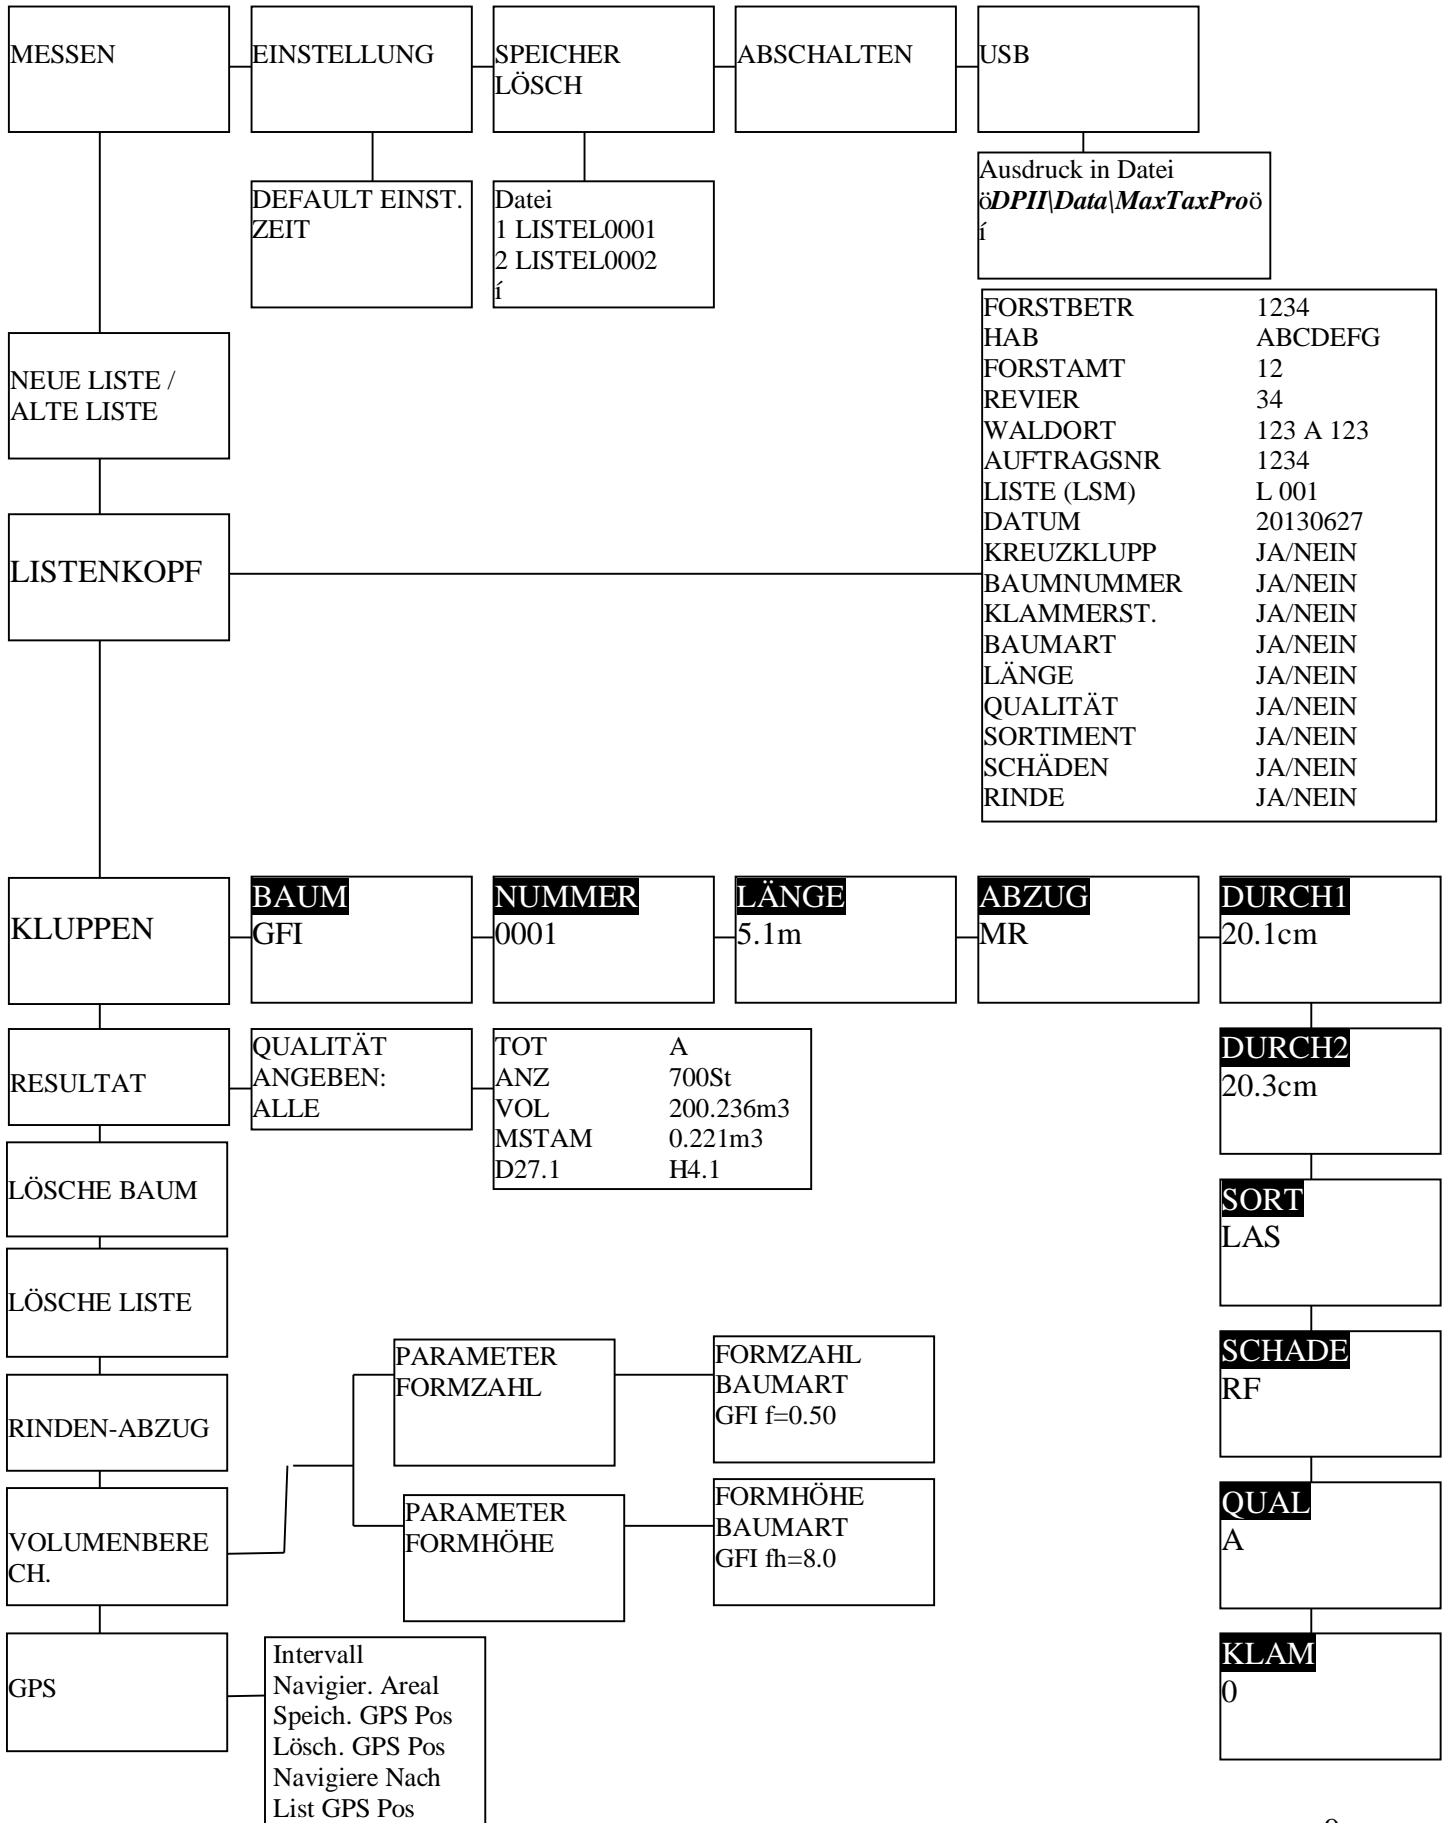 MESSEN
EINSTELLUNG
SPEICHER
LÖSCH
ABSCHALTEN
USB
DEFAULT EINST.
ZEIT
Datei
1 LISTEL0001
2 LISTEL0002
í
Ausdruck in Datei
öDPII\Data\MaxTaxProö
í
NEUE LISTE /
ALTE LISTE
LISTENKOPF
FORSTBETR 1234
HAB ABCDEFG
FORSTAMT 12
REVIER 34
WALDORT 123 A 123
AUFTRAGSNR 1234
LISTE (LSM) L 001
DATUM 20130627
KREUZKLUPP JA/NEIN
BAUMNUMMER JA/NEIN
KLAMMERST. JA/NEIN
BAUMART JA/NEIN
LÄNGE JA/NEIN
QUALITÄT JA/NEIN
SORTIMENT JA/NEIN
SCHÄDEN JA/NEIN
RINDE JA/NEIN
KLUPPEN
BAUM
GFI
NUMMER
0001
LÄNGE
5.1m
ABZUG
MR
DURCH1
20.1cm
DURCH2
20.3cm
SORT
LAS
SCHADE
RF
QUAL
A
KLAM
0
RESULTAT
QUALITÄT
ANGEBEN:
ALLE
TOT A
ANZ 700St
VOL 200.236m3
MSTAM 0.221m3
D27.1 H4.1
LÖSCHE BAUM
LÖSCHE LISTE
RINDEN-ABZUG
VOLUMENBERE
CH.
PARAMETER
FORMZAHL
FORMZAHL
BAUMART
GFI f=0.50
PARAMETER
FORMHÖHE
FORMHÖHE
BAUMART
GFI fh=8.0
GPS
Intervall
Navigier. Areal
Speich. GPS Pos
Lösch. GPS Pos
Navigiere Nach
List GPS Pos